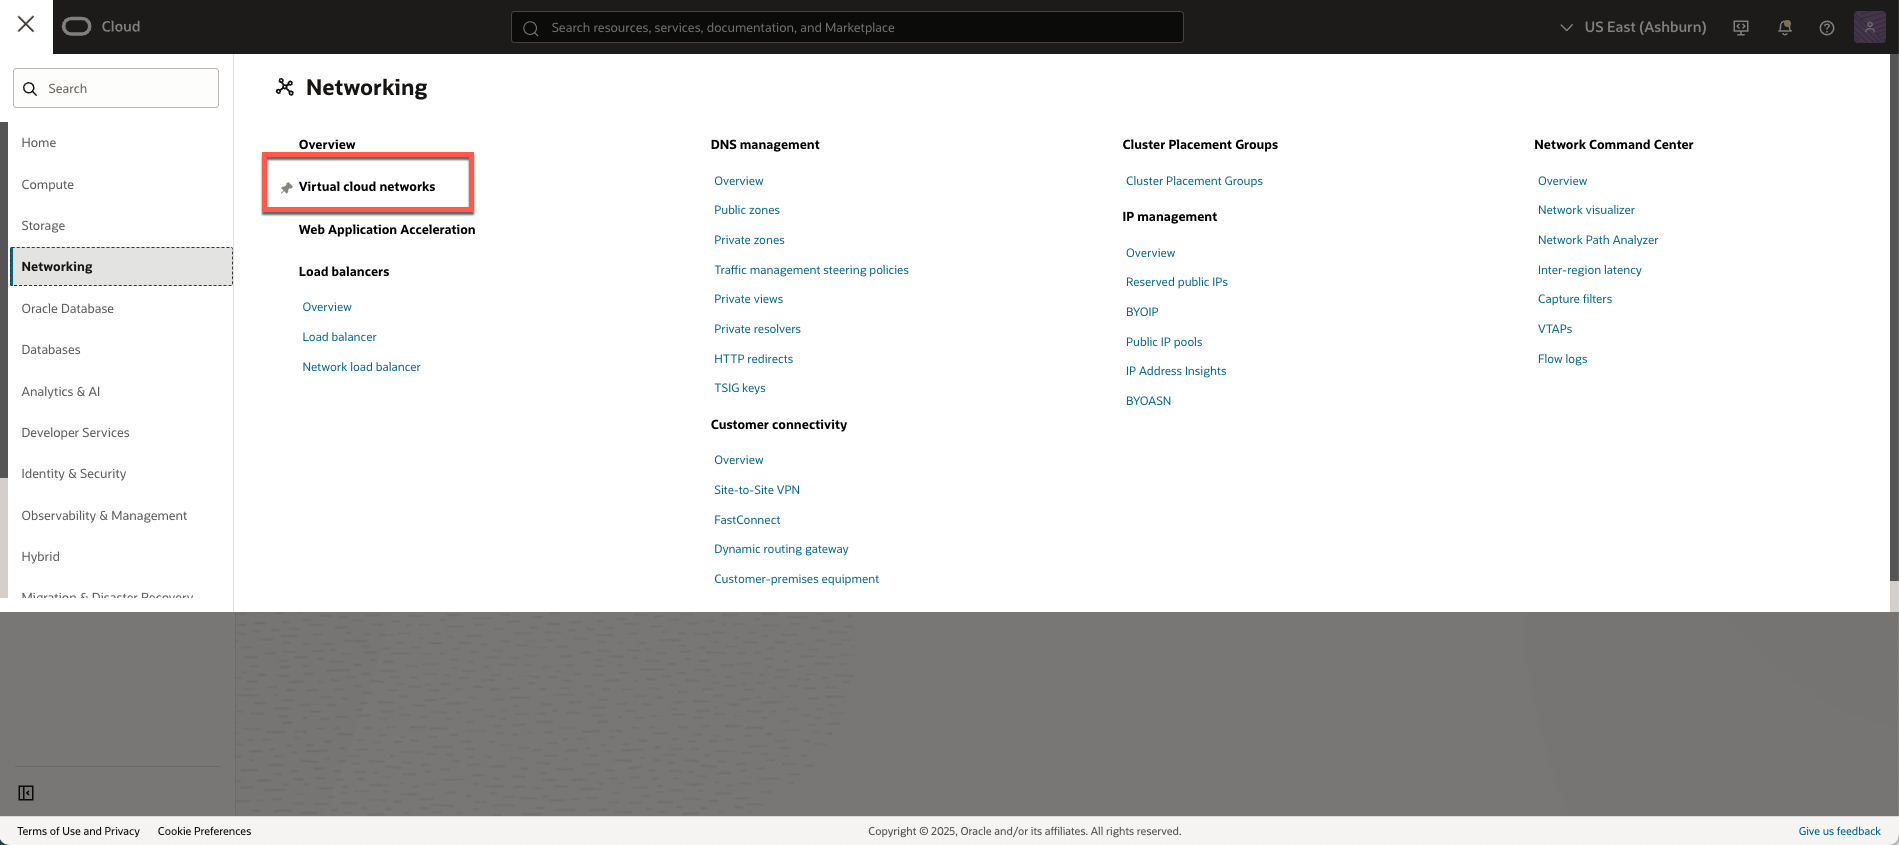 Cloud
Search resources, services, documentation, and Marketplace
US East (Ashburn)
Search
Home
Compute
Storage
Networking
Oracle Database
Databases
Analytics & AI
Developer Services
Identity & Security
Observability & Management
Hybrid
Migration & Disaster Recovery
Networking
Overview
Virtual cloud networks
Web Application Acceleration
Load balancers
Overview
Load balancer
Network load balancer
DNS management
Overview
Public zones
Private zones
Traffic management steering policies
Private views
Private resolvers
HTTP redirects
TSIG keys
Customer connectivity
Overview
Site-to-Site VPN
FastConnect
Dynamic routing gateway
Customer-premises equipment
Cluster Placement Groups
Cluster Placement Groups
IP management
Overview
Reserved public IPs
BYOIP
Public IP pools
IP Address Insights
BYOASN
Network Command Center
Overview
Network visualizer
Network Path Analyzer
Inter-region latency
Capture filters
VTAPs
Flow logs
Terms of Use and Privacy
Cookie Preferences
Copyright © 2025, Oracle and/or its affiliates. All rights reserved.
Give us feedback